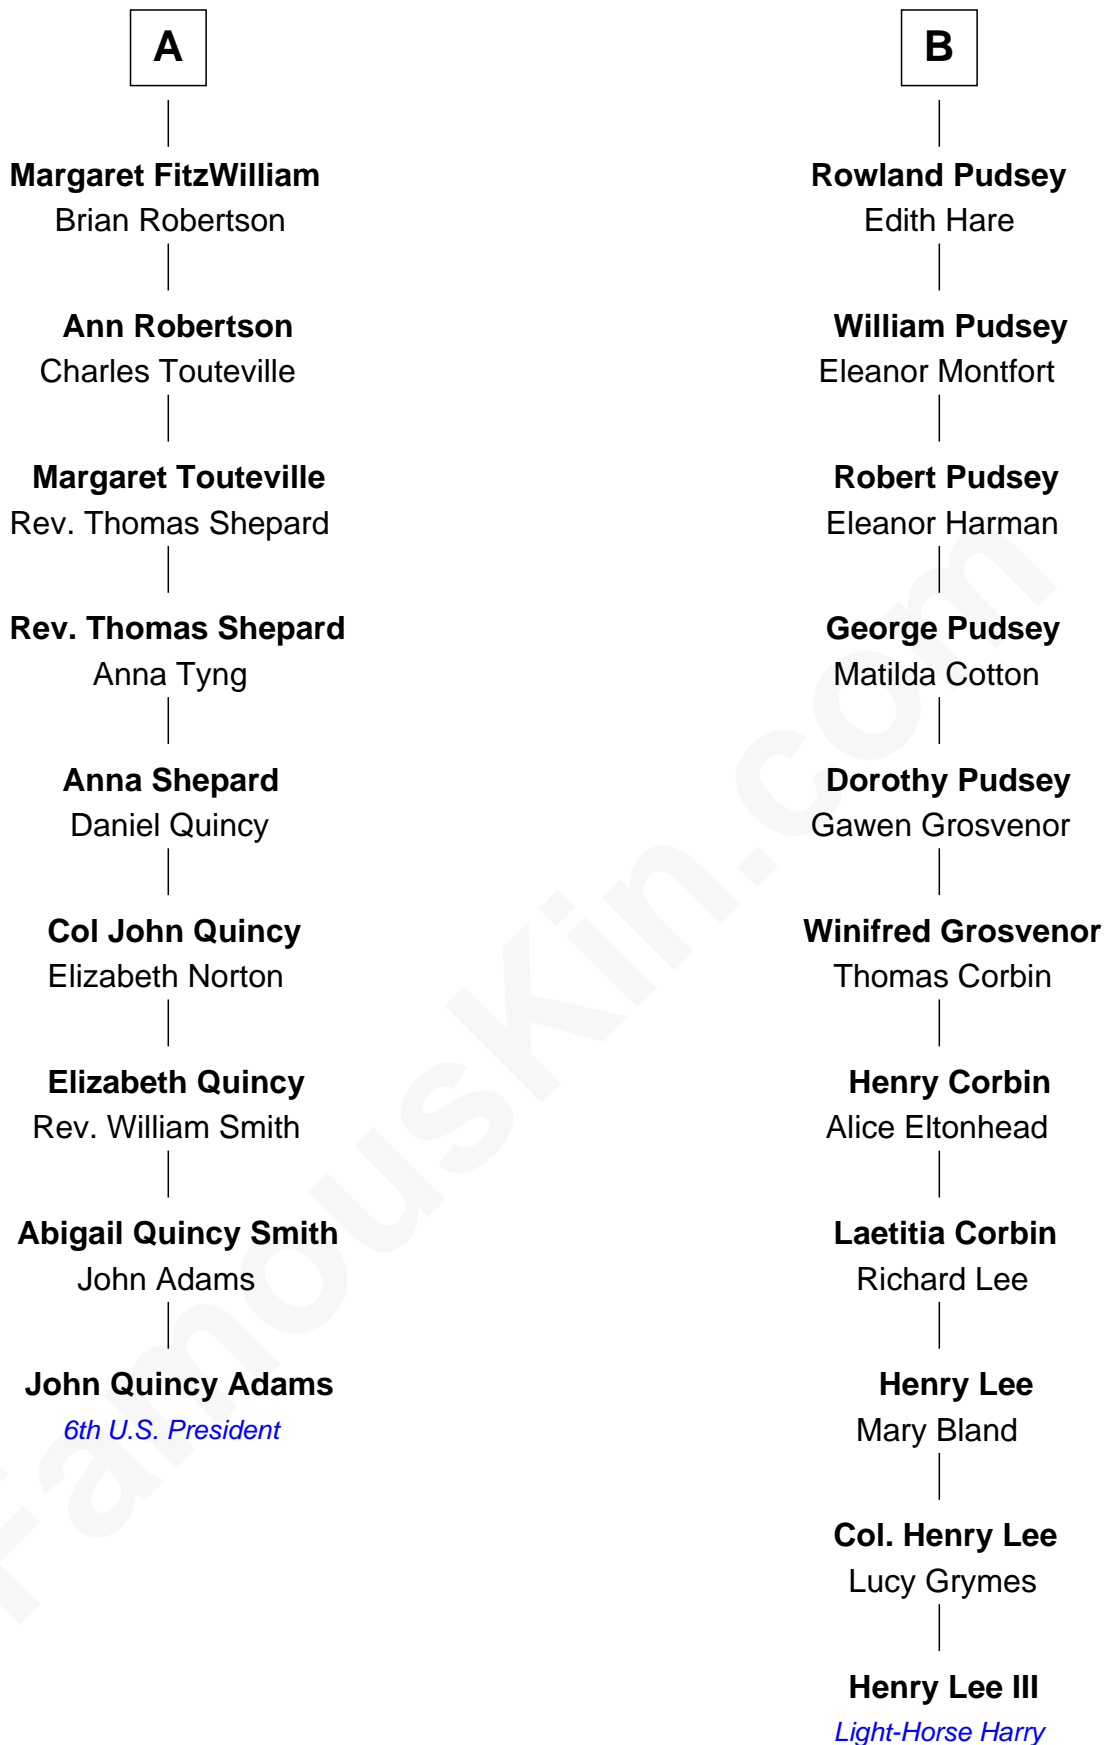 A
Margaret FitzWilliam
Brian Robertson
Ann Robertson
Charles Touteville
Margaret Touteville
Rev. Thomas Shepard
Rev. Thomas Shepard
Anna Tyng
Anna Shepard
Daniel Quincy
Col John Quincy
Elizabeth Norton
Elizabeth Quincy
Rev. William Smith
Abigail Quincy Smith
John Adams
John Quincy Adams
6th U.S. President
B
Rowland Pudsey
Edith Hare
William Pudsey
Eleanor Montfort
Robert Pudsey
Eleanor Harman
George Pudsey
Matilda Cotton
Dorothy Pudsey
Gawen Grosvenor
Winifred Grosvenor
Thomas Corbin
Henry Corbin
Alice Eltonhead
Laetitia Corbin
Richard Lee
Henry Lee
Mary Bland
Col. Henry Lee
Lucy Grymes
Henry Lee III
Light-Horse Harry
FamousKin.com